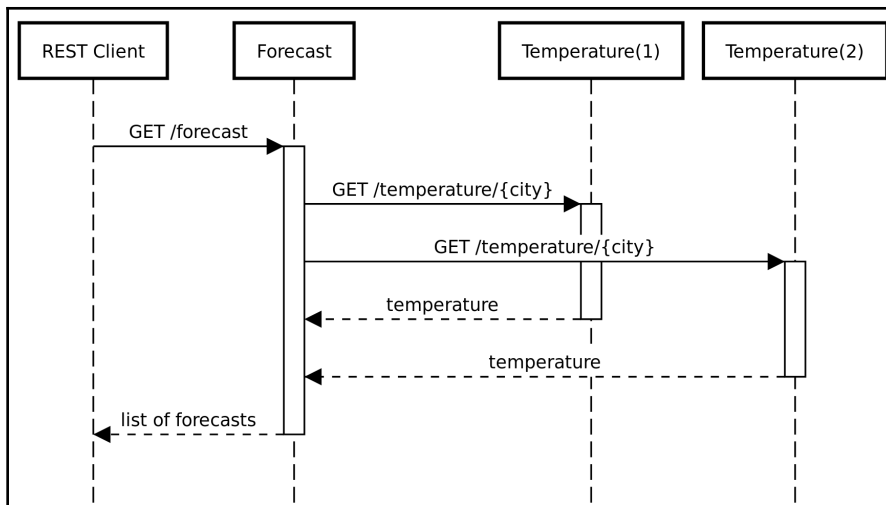 REST Client
Forecast
Temperature(1)
Temperature(2)
GET /forecast
GET /temperature/{city}
GET /temperature/{city}
temperature
temperature
list of forecasts